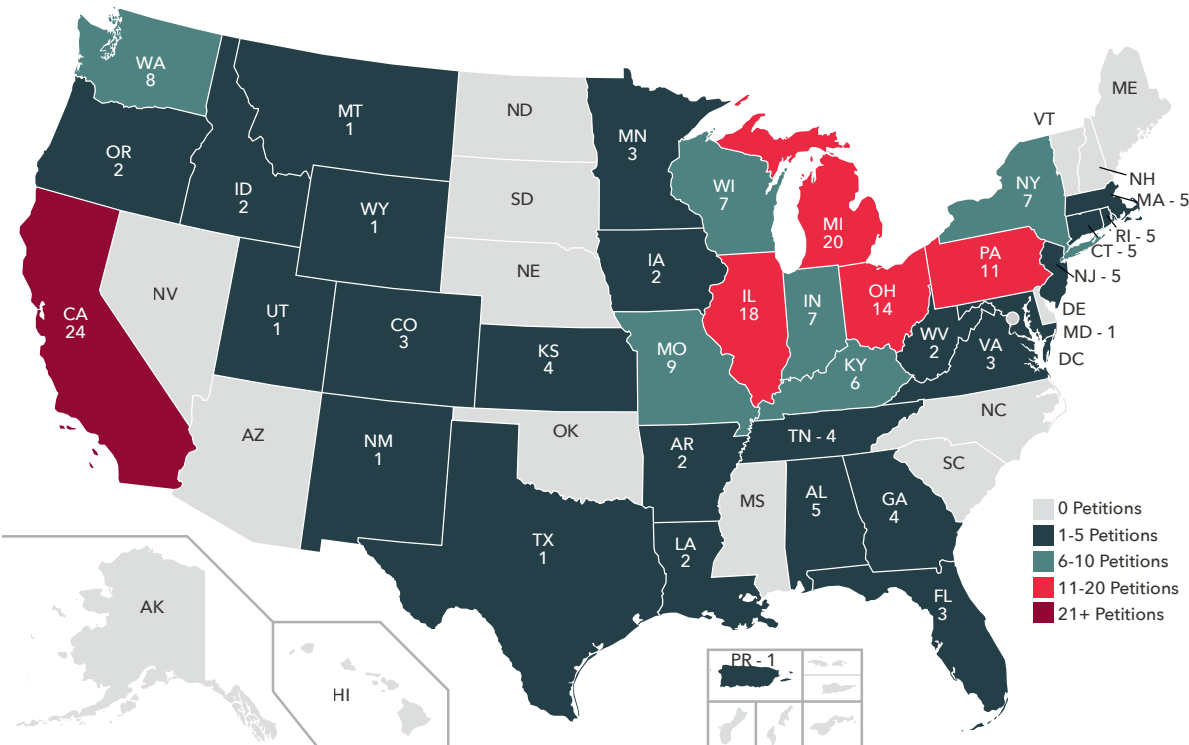 WA
8
OR
2
CA
24
NV
ID
2
MT
1
WY
1
UT
1
CO
3
AZ
NM
1
ND
SD
NE
KS
4
OK
TX
1
MN
3
IA
2
MO
9
AR
2
LA
2
WI
7
IL
18
MI
20
IN
7
OH
14
KY
6
TN - 4
MS
AL
5
GA
4
FL
3
SC
NC
VA
3
WV
2
PA
11
NY
7
VT
ME
NH
MA - 5
RI - 5
CT - 5
NJ - 5
DE
MD - 1
DC
AK
HI
PR - 1
0 Petitions
1-5 Petitions
6-10 Petitions
11-20 Petitions
21+ Petitions